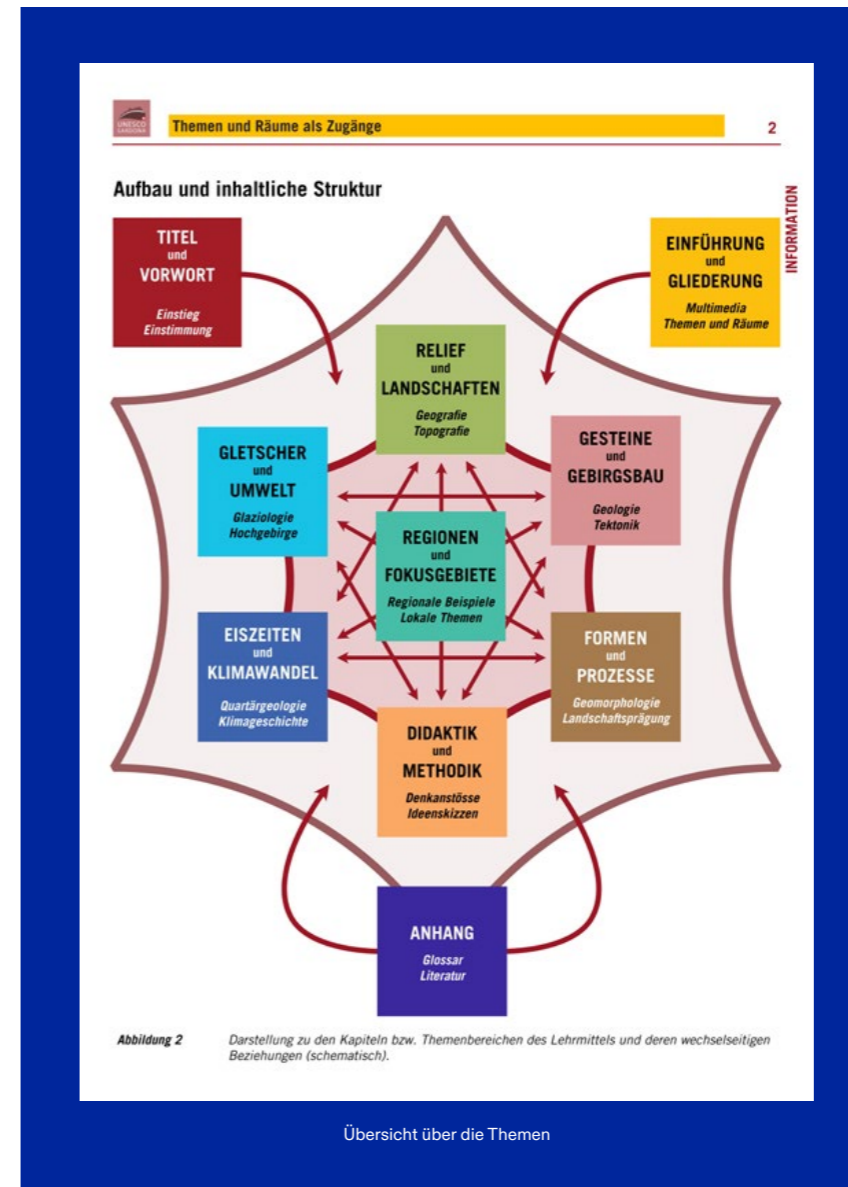 UNESCO
SARDONA
Themen und Räume als Zugänge
2
Aufbau und inhaltliche Struktur
INFORMATION
TITEL
und
VORWORT
Einstieg
Einstimmung
EINFÜHRUNG
und
GLIEDERUNG
Multimedia
Themen und Räume
RELIEF
und
LANDSCHAFTEN
Geografie
Topografie
GLETSCHER
und
UMWELT
Glaziologie
Hochgebirge
GESTEINE
und
GEBIRGSBAU
Geologie
Tektonik
REGIONEN
und
FOKUSGEBIETE
Regionale Beispiele
Lokale Themen
EISZEITEN
und
KLIMAWANDEL
Quartärgeologie
Klimageschichte
FORMEN
und
PROZESSE
Geomorphologie
Landschaftsprägung
DIDAKTIK
und
METHODIK
Denkanstösse
Ideenskizzen
ANHANG
Glossar
Literatur
Abbildung 2
Darstellung zu den Kapiteln bzw. Themenbereichen des Lehrmittels und deren wechselseitigen
Beziehungen (schematisch).
Übersicht über die Themen